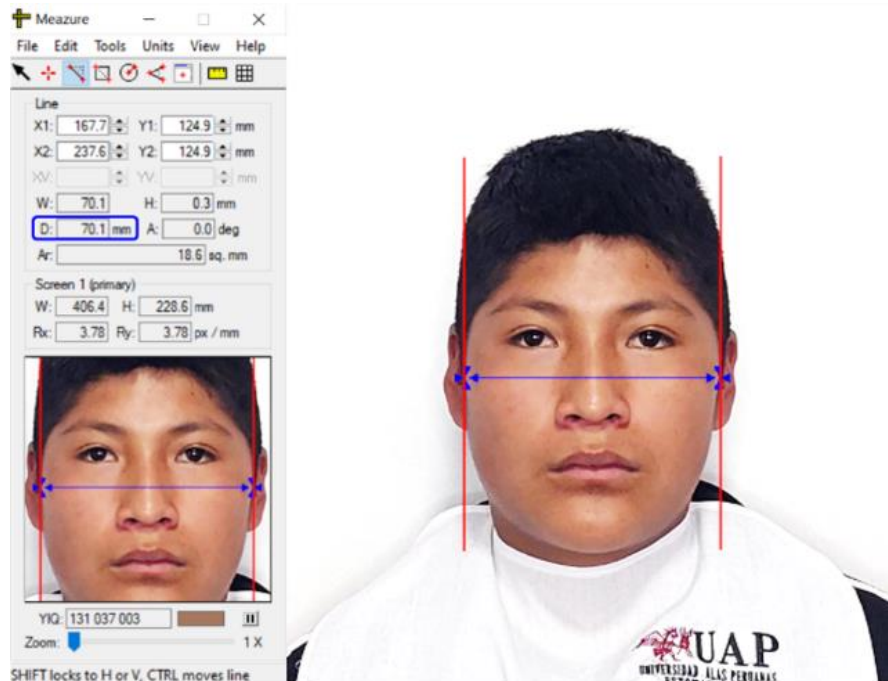 Meazure
File Edit Tools Units View Help
Line
X1: 167.7 Y1: 124.9 mm
X2: 237.6 Y2: 124.9 mm
XV: YV: mm
W: 70.1 H: 0.3 mm
D: 70.1 mm A: 0.0 deg
Ar: 18.6 sq. mm
Screen 1 (primary)
W: 406.4 H: 228.6 mm
Rx: 3.78 Ry: 3.78 px / mm
YIQ: 131 037 003
Zoom: 1 X
SHIFT locks to H or V, CTRL moves line
UAP
UNIVERSIDAD ALAS PERUANAS